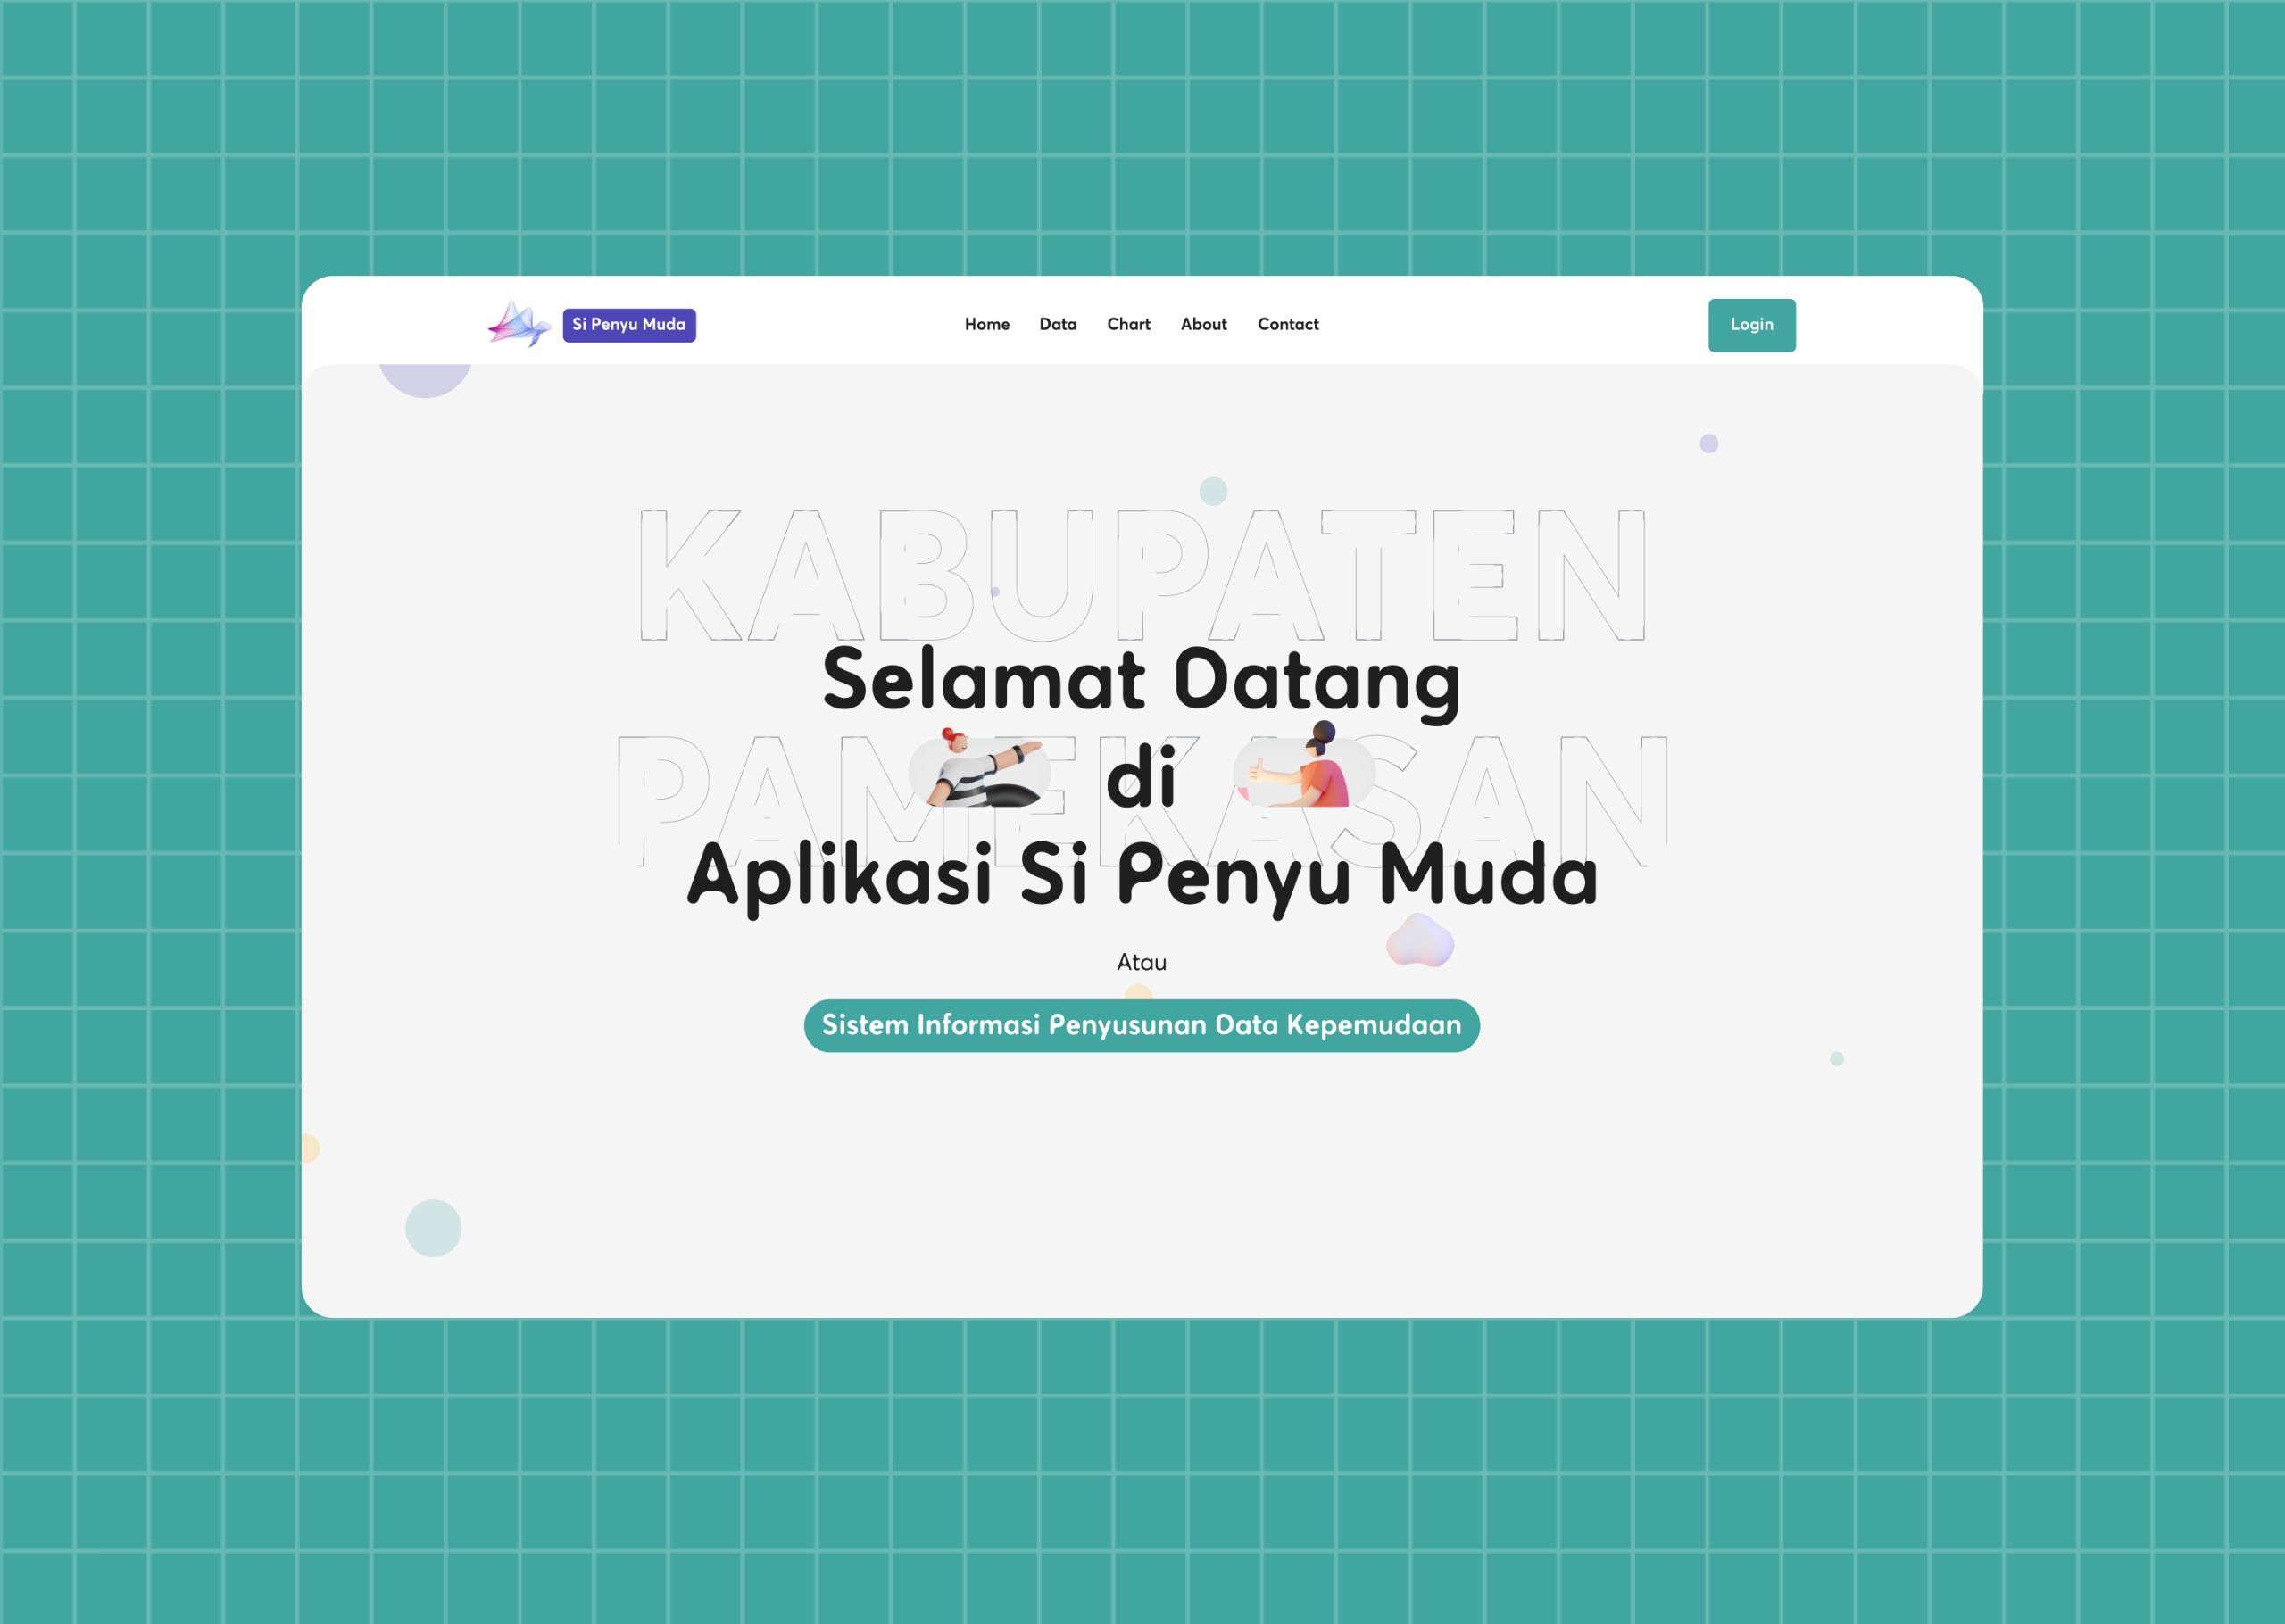 Si Penyu Muda
Home Data Chart About Contact
Login
KABUPATEN
Selamat Datang
PAMEKASAN
di
Aplikasi Si Penyu Muda
Atau
Sistem Informasi Penyusunan Data Kepemudaan